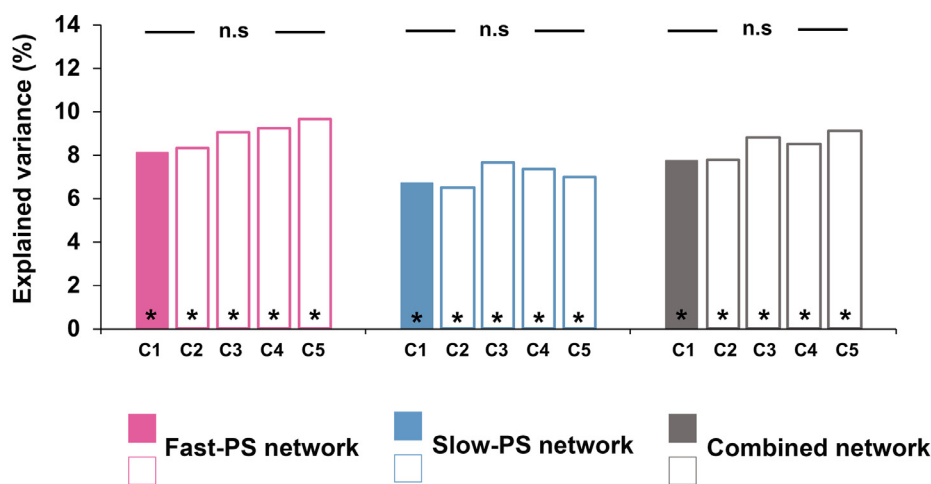 14
n.s
n.s
n.s
12
10
8
6
4
2
0
Explained variance (%)
* * * * *
* * * * *
* * * * *
C1 C2 C3 C4 C5
C1 C2 C3 C4 C5
C1 C2 C3 C4 C5
Fast-PS network
Slow-PS network
Combined network